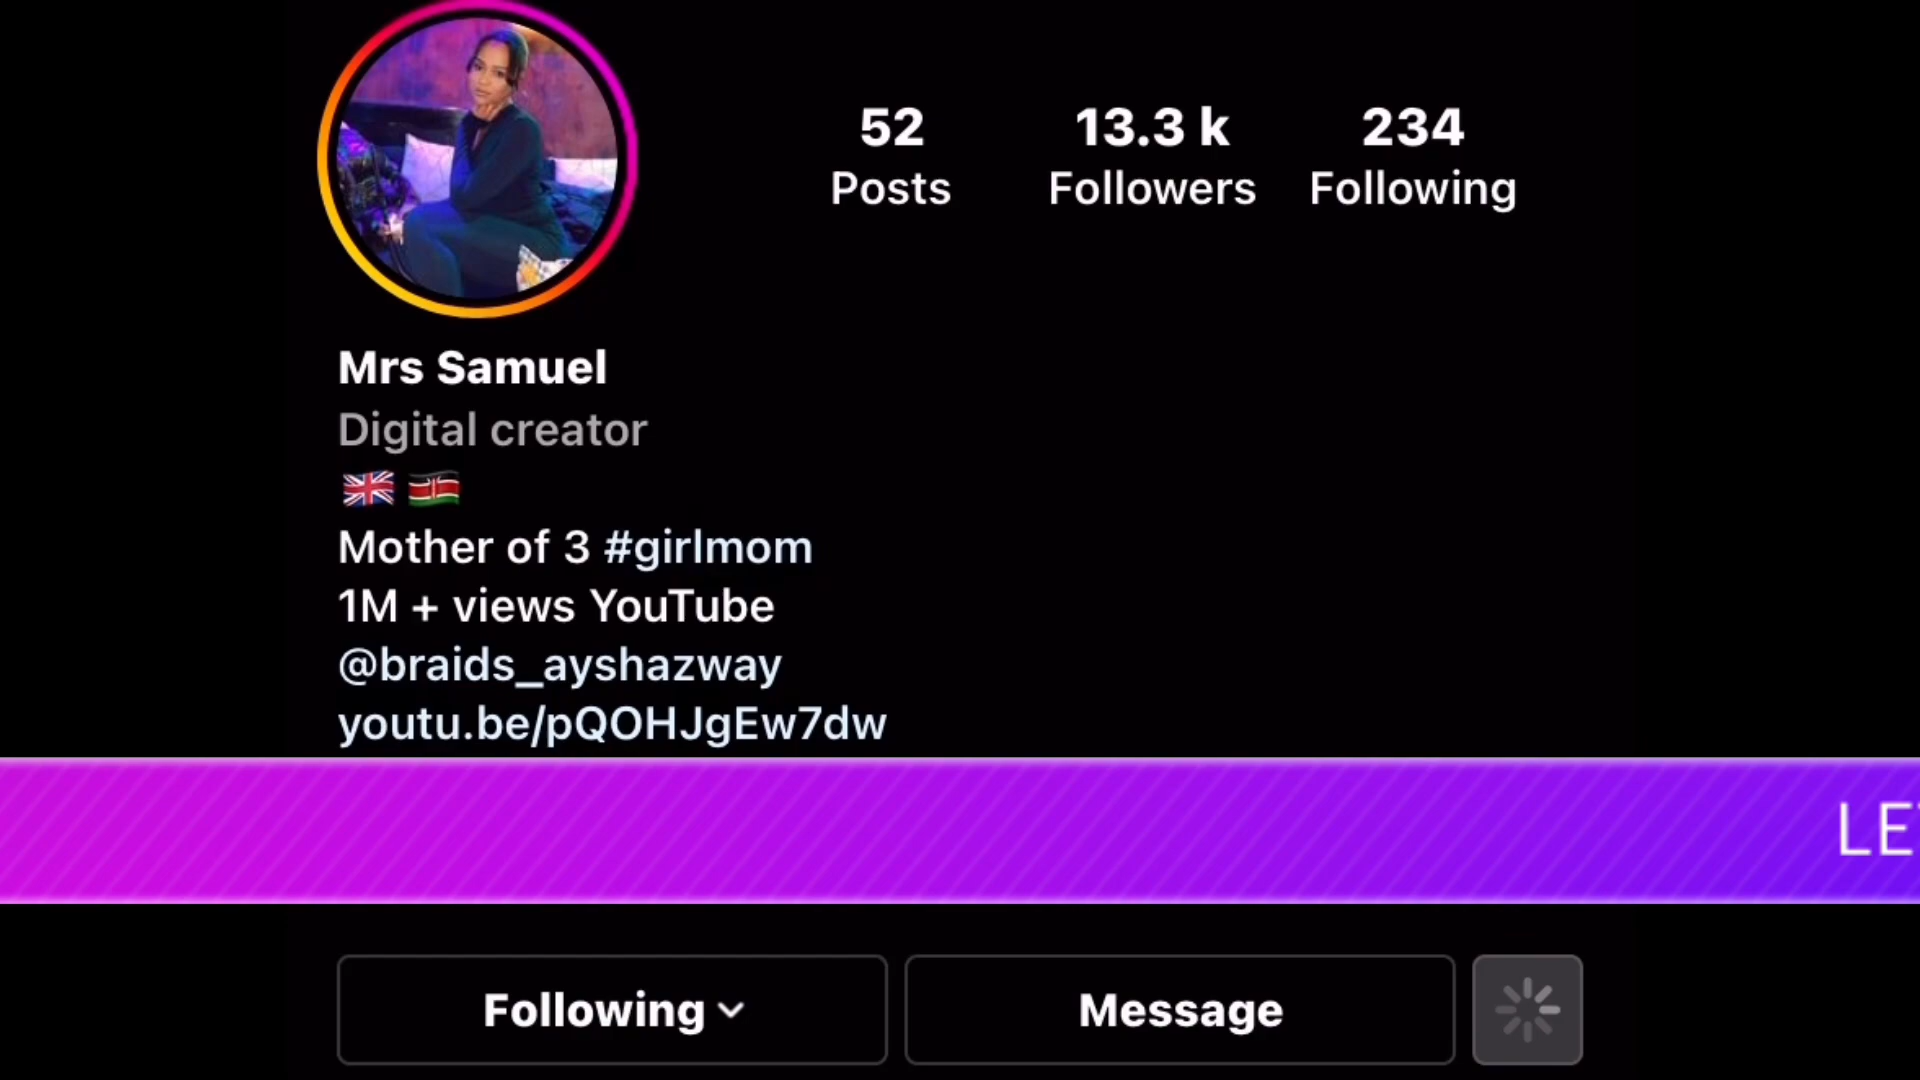 52 13.3 k 234
Posts Followers Following
Mrs Samuel
Digital creator
🇬🇧 🇰🇪
Mother of 3 #girlmom
1M + views YouTube
@braids_ayshazway
youtu.be/pQOHJgEw7dw
LE
Following Message